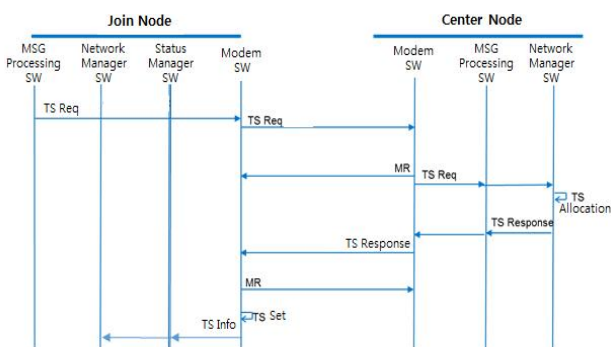 Join Node
Center Node
MSG
Processing
SW
Network
Manager
SW
Status
Manager
SW
Modem
SW
Modem
SW
MSG
Processing
SW
Network
Manager
SW
TS Req
TS Req
MR
TS Req
TS
Allocation
TS Response
TS Response
MR
TS Set
TS Info